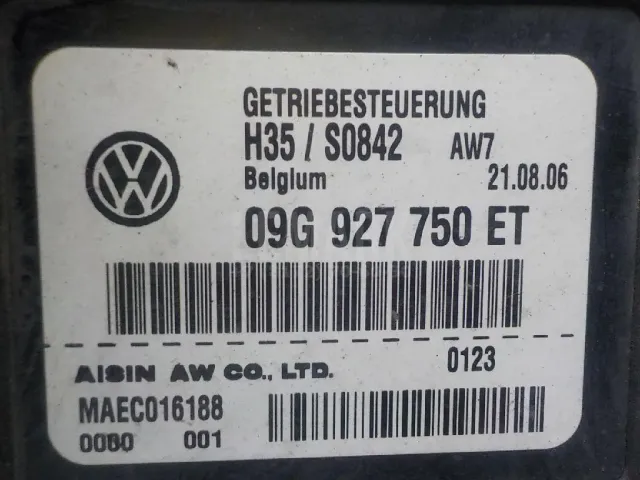 GETRIEBESTEUERUNG
H35 / S0842 AW7
Belgium 21.08.06
09G 927 750 ET
AISIN AW CO., LTD. 0123
MAEC016188
0080 001